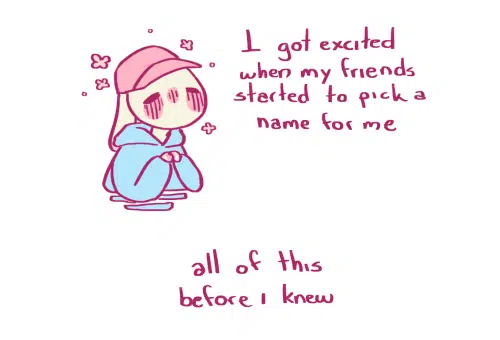 I got excited
when my friends
started to pick a
name for me
all of this
before I knew